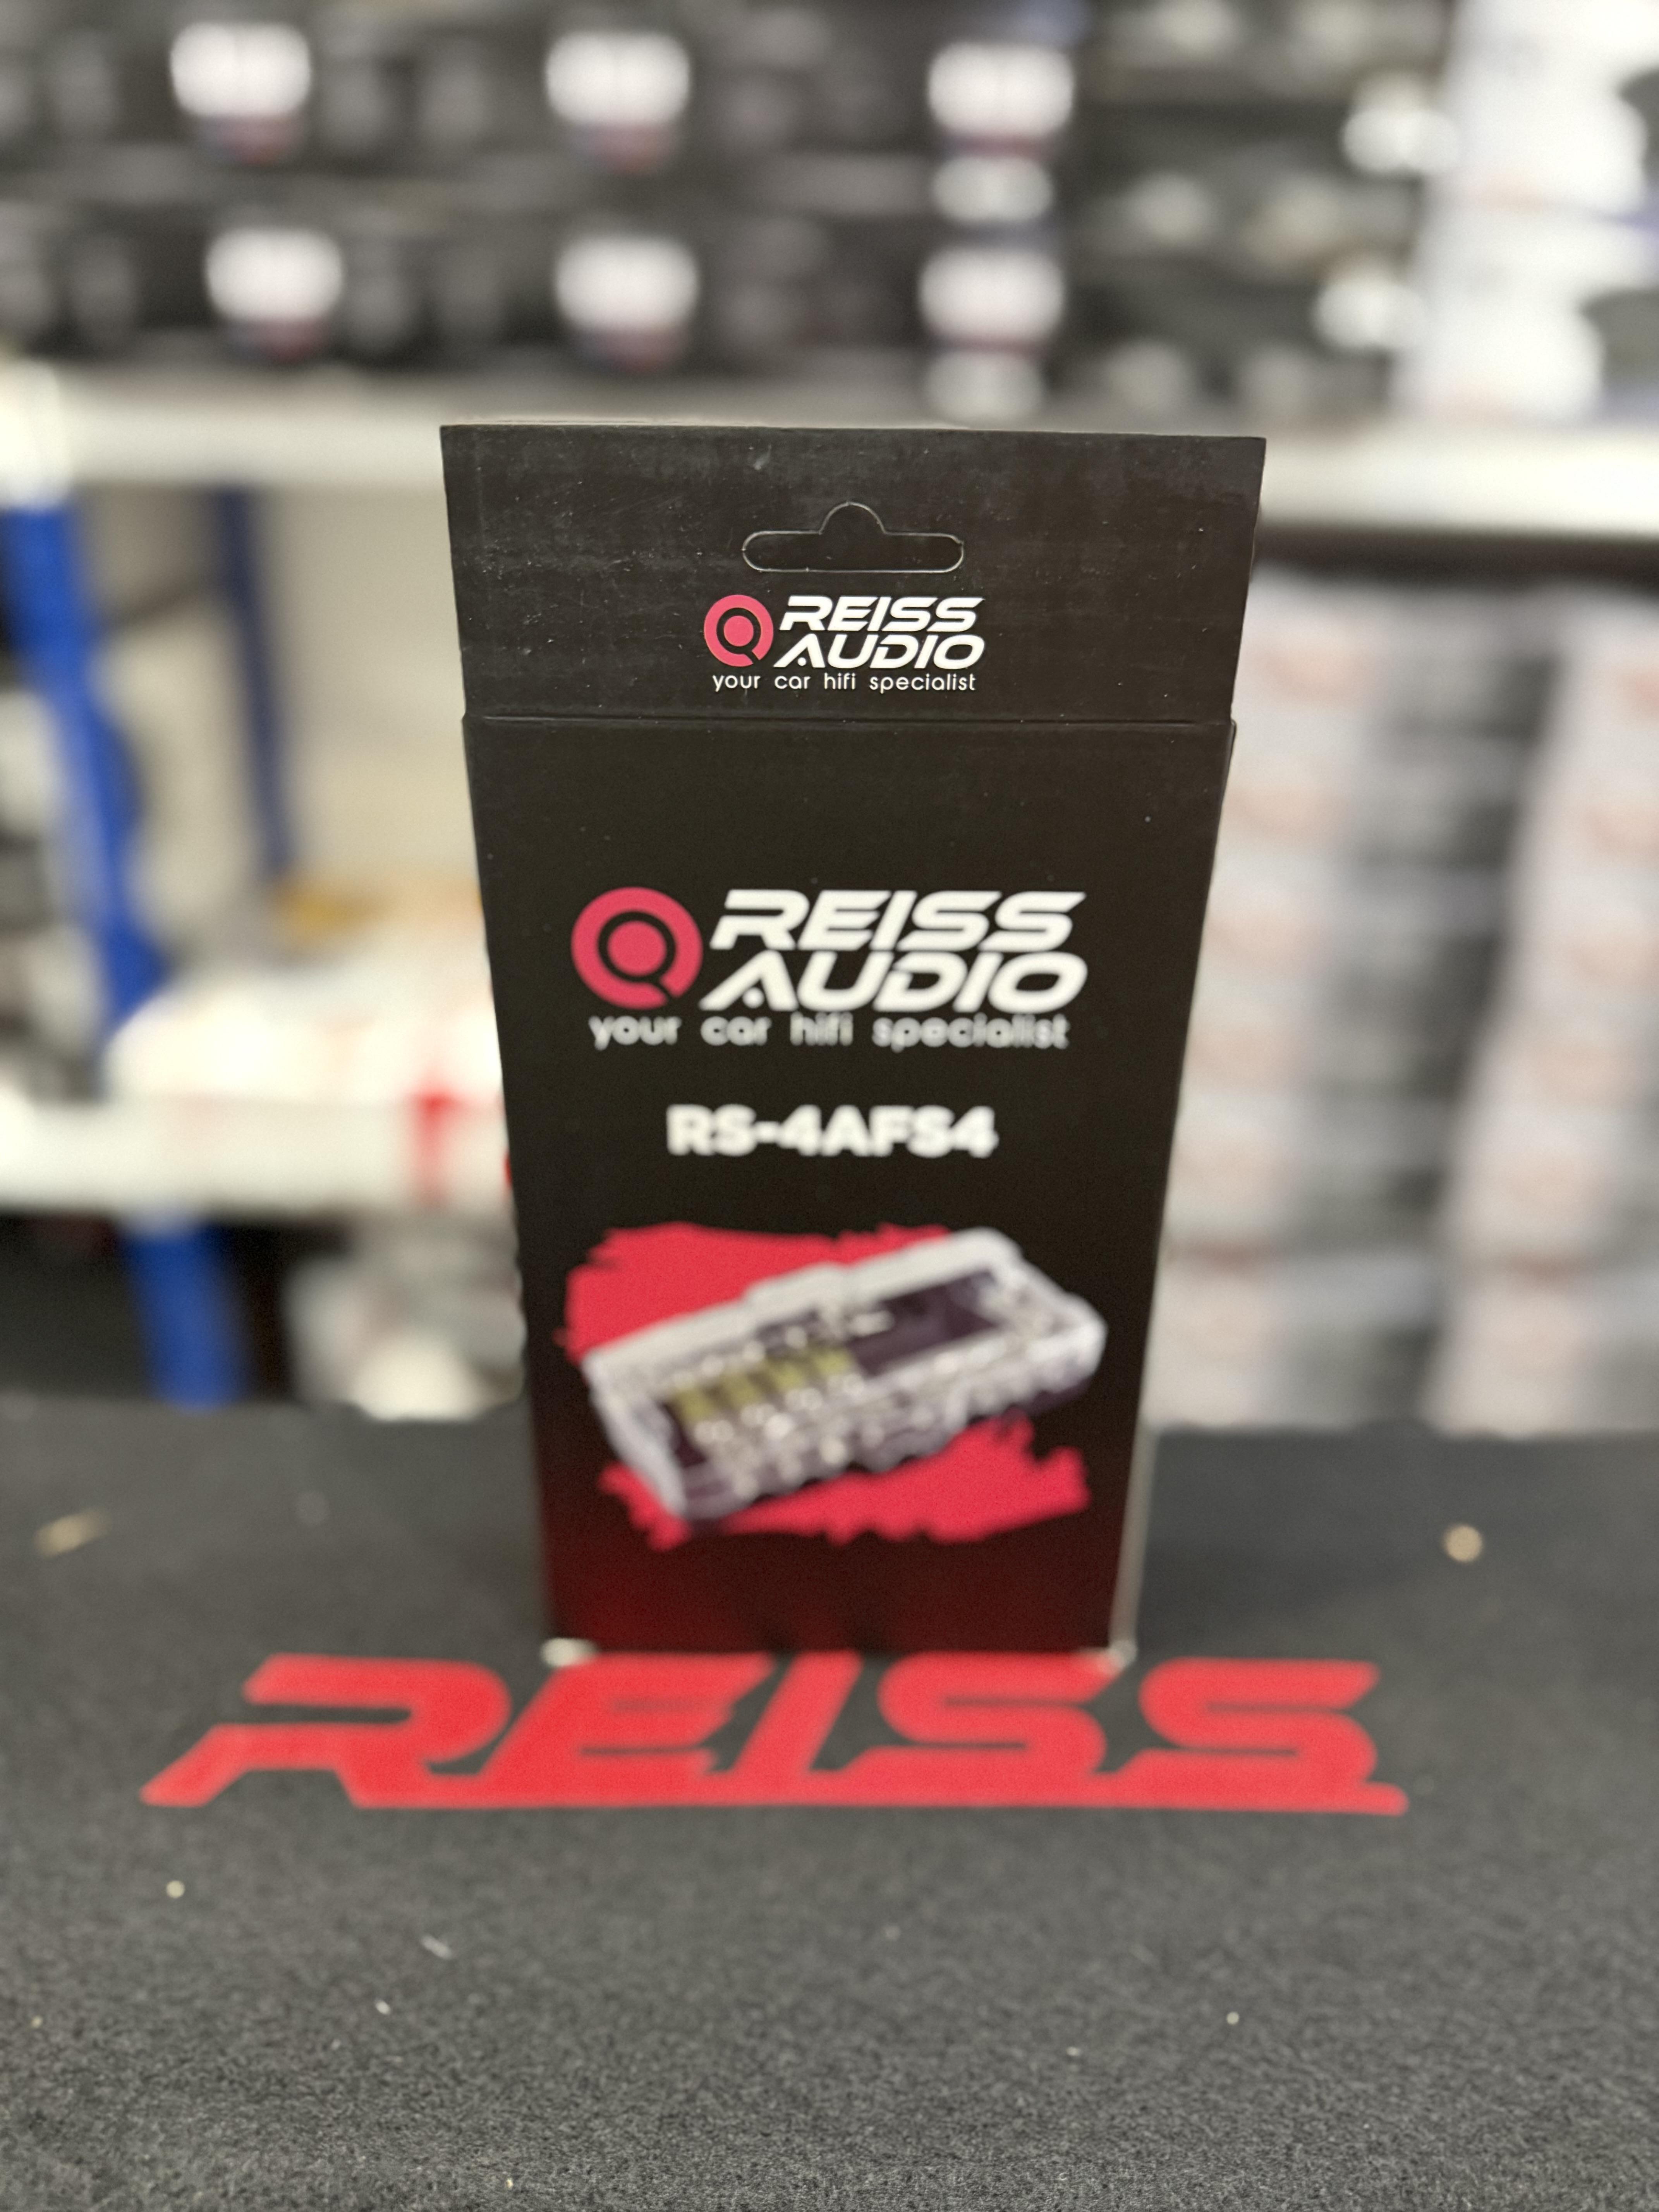 REISS
AUDIO
your car hifi specialist
REISS
AUDIO
your car hifi specialist
RS-4AFS4
REISS